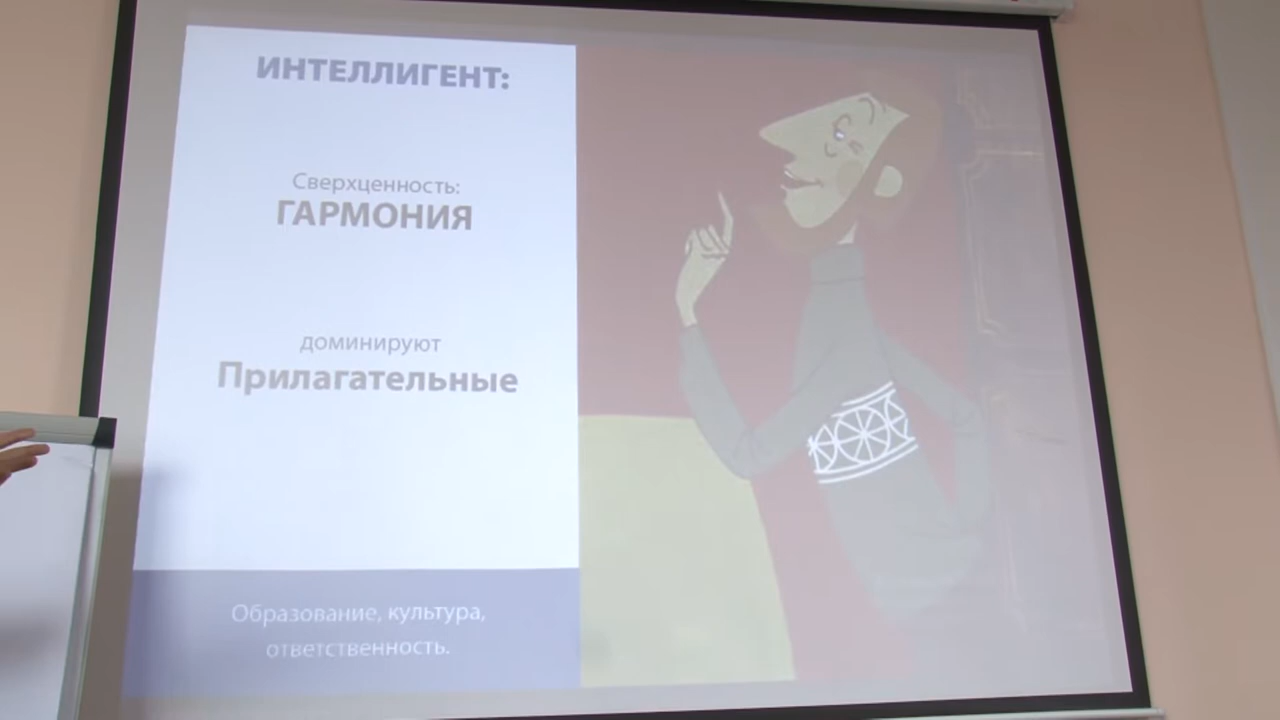 ИНТЕЛЛИГЕНТ:
Сверхценность:
ГАРМОНИЯ
доминируют
Прилагательные
Образование, культура,
ответственность.